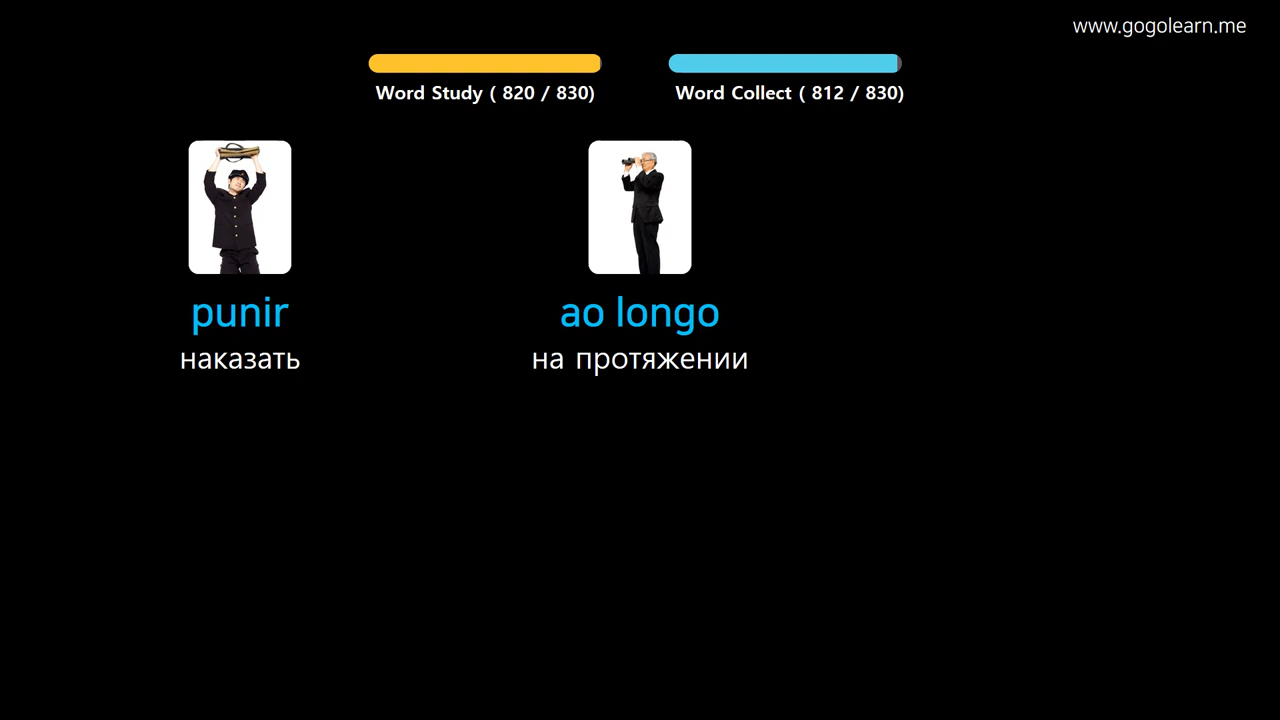 www.gogolearn.me
Word Study ( 820 / 830)
Word Collect ( 812 / 830)
punir
ao longo
наказать
на протяжении